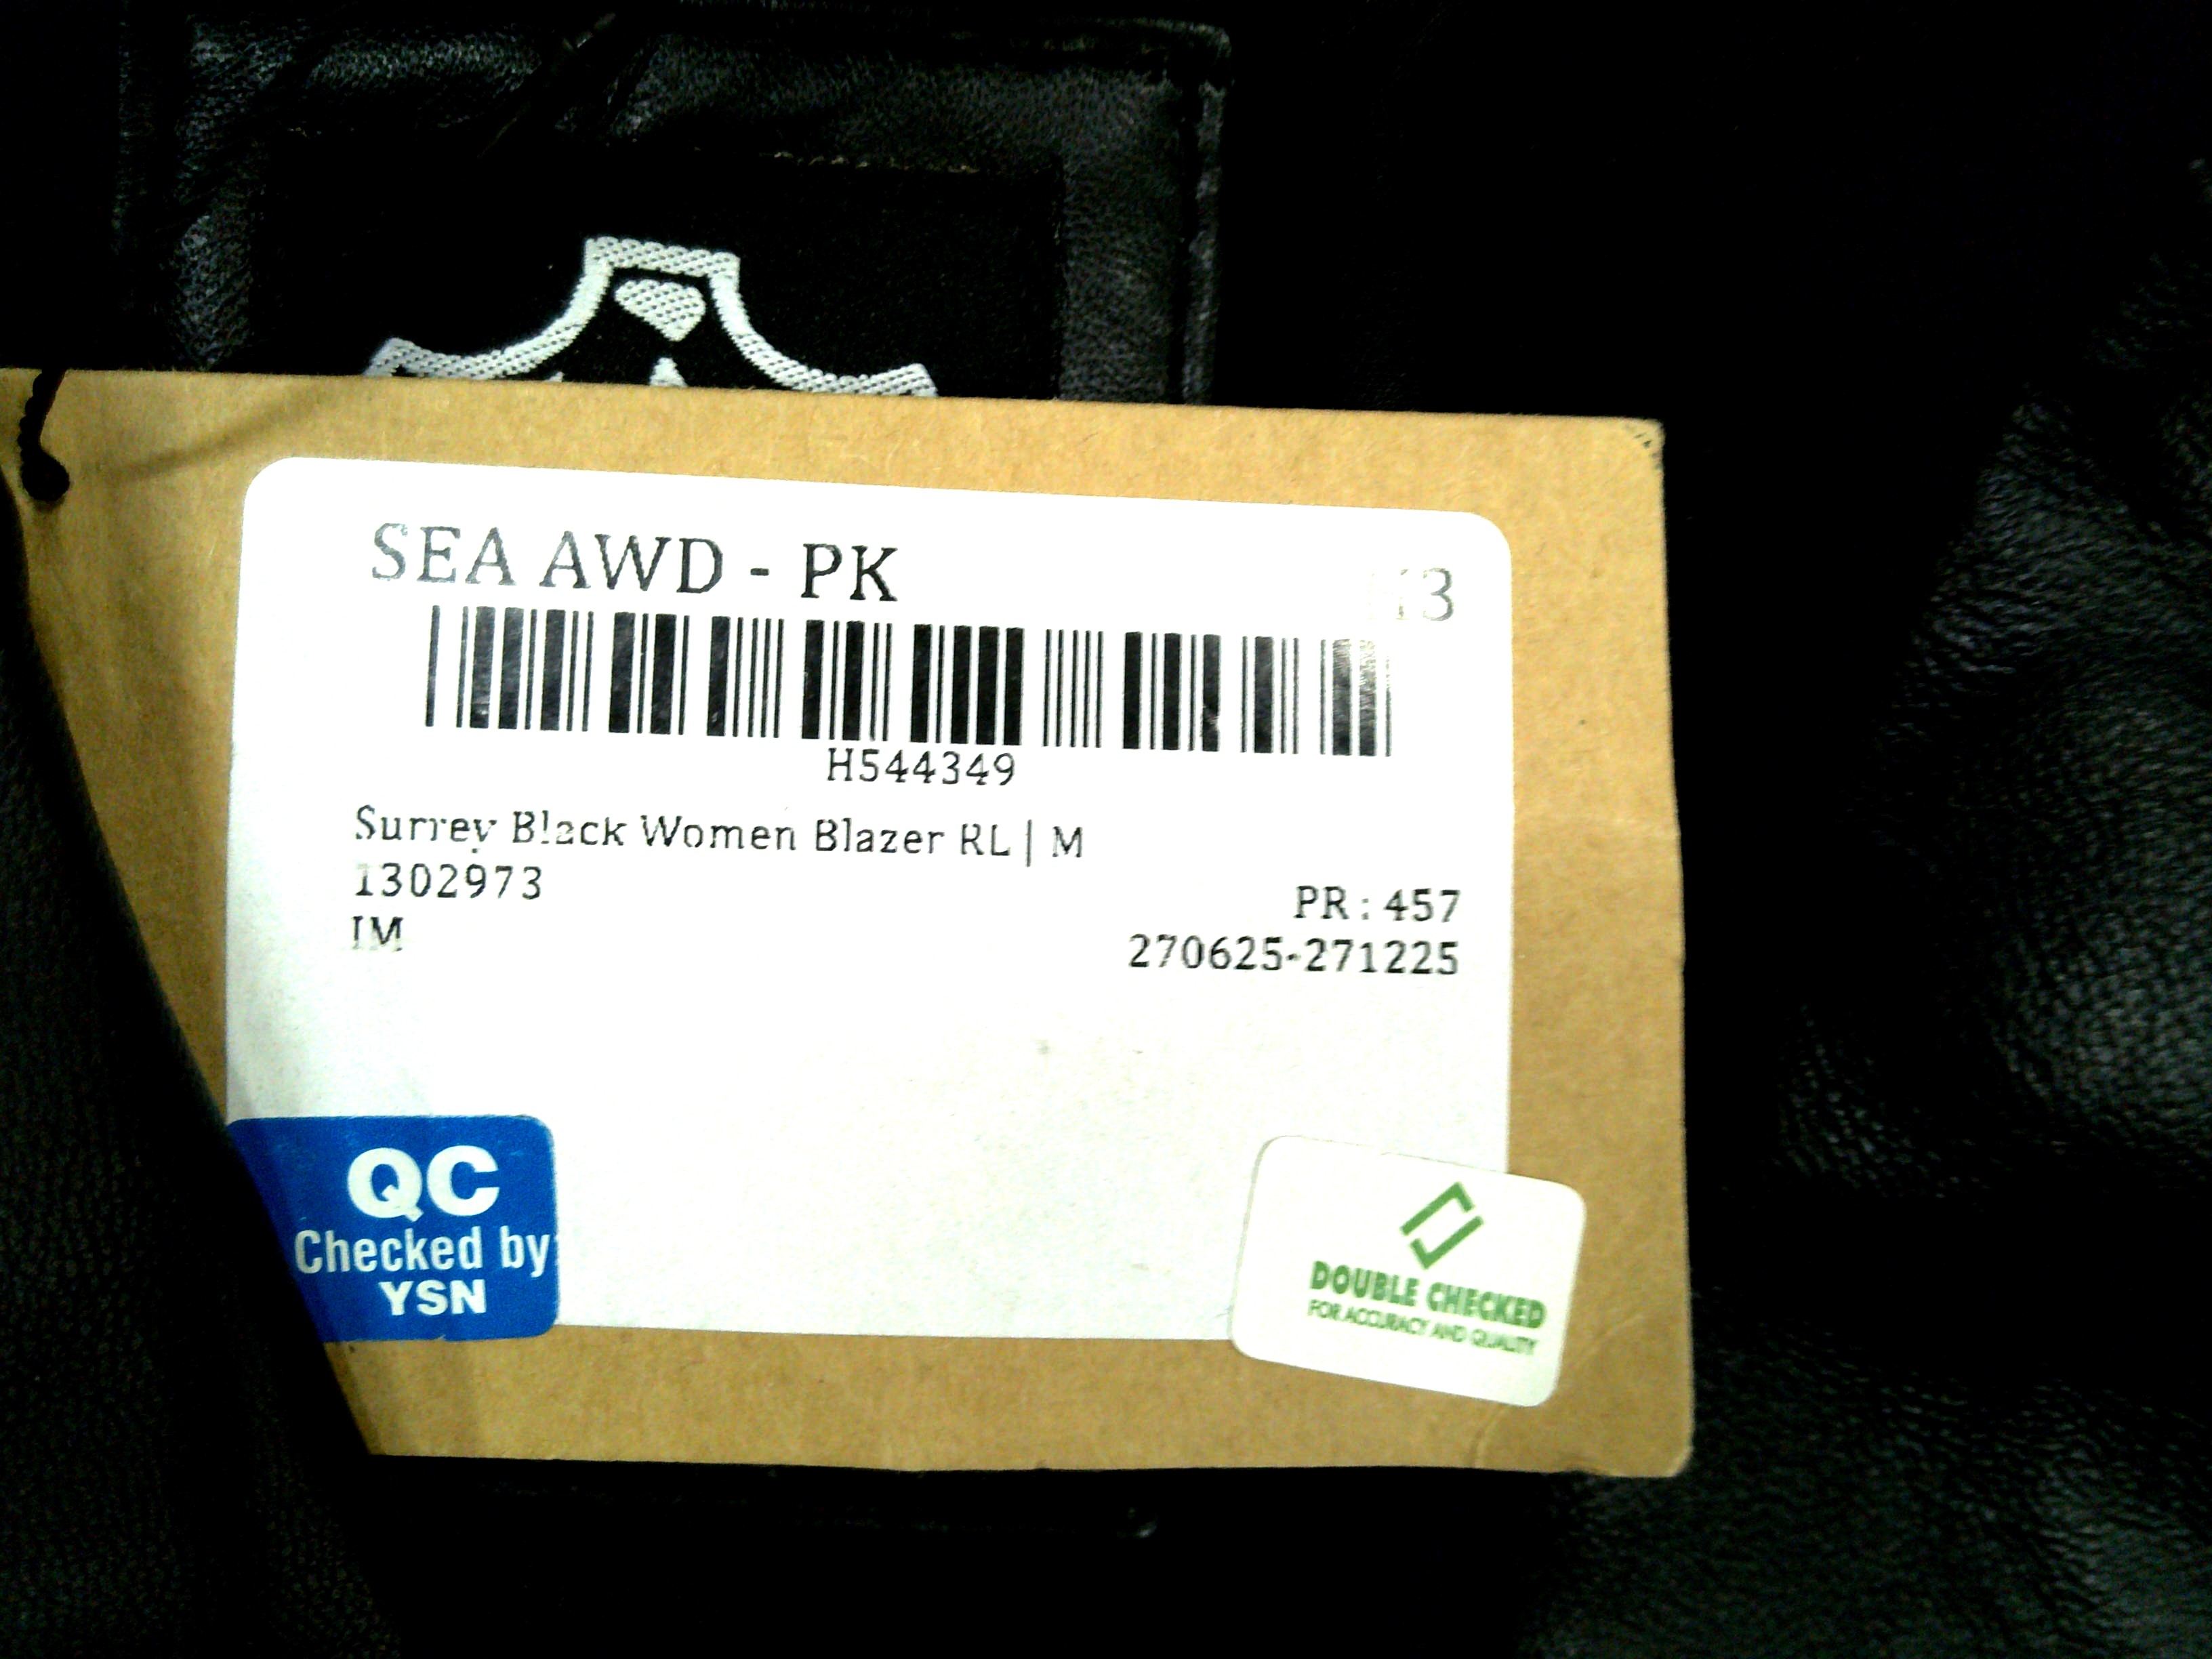 SEA AWD - PK
H544349
Surrey Black Women Blazer RL | M
1302973
PR : 457
IM
270625-271225
QC
Checked by
YSN
DOUBLE CHECKED
FOR ACCURACY AND QUALITY